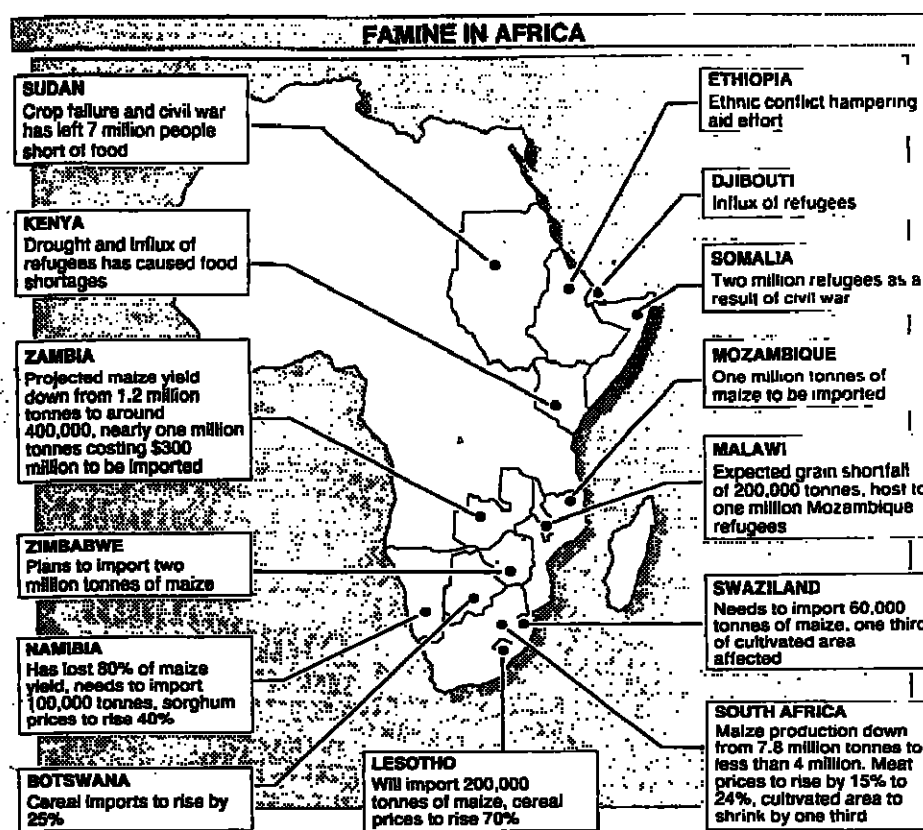 FAMINE IN AFRICA
SUDAN
Crop failure and civil war
has left 7 million people
short of food
KENYA
Drought and influx of
refugees has caused food
shortages
ZAMBIA
Projected maize yield
down from 1.2 million
tonnes to around
400,000, nearly one million
tonnes costing $300
million to be imported
ZIMBABWE
Plans to import two
million tonnes of maize
NAMIBIA
Has lost 80% of maize
yield, needs to import
100,000 tonnes, sorghum
prices to rise 40%
BOTSWANA
Cereal imports to rise by
25%
LESOTHO
Will import 200,000
tonnes of maize, cereal
prices to rise 70%
ETHIOPIA
Ethnic conflict hampering
aid effort
DJIBOUTI
Influx of refugees
SOMALIA
Two million refugees as a
result of civil war
MOZAMBIQUE
One million tonnes of
maize to be imported
MALAWI
Expected grain shortfall
of 200,000 tonnes, host to
one million Mozambique
refugees
SWAZILAND
Needs to import 60,000
tonnes of maize, one third
of cultivated area
affected
SOUTH AFRICA
Maize production down
from 7.8 million tonnes to
less than 4 million. Meat
prices to rise by 15% to
24%, cultivated area to
shrink by one third